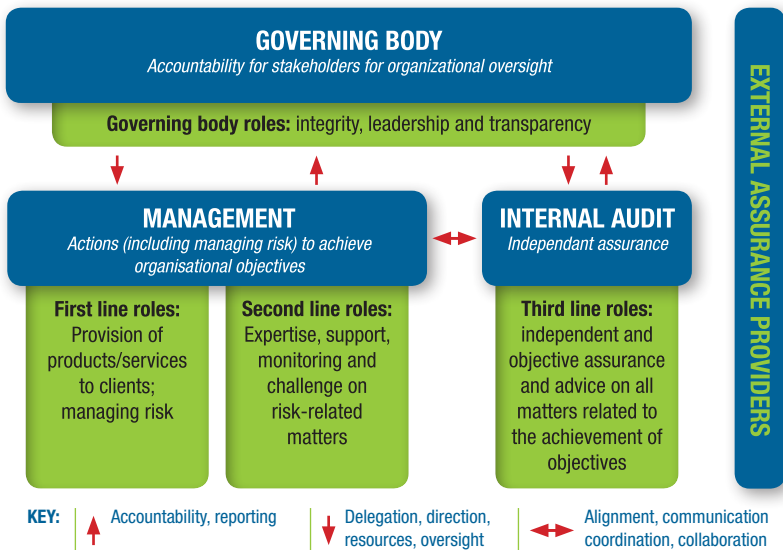 GOVERNING BODY
Accountability for stakeholders for organizational oversight
Governing body roles: integrity, leadership and transparency
MANAGEMENT
Actions (including managing risk) to achieve
organisational objectives
INTERNAL AUDIT
Independant assurance
First line roles:
Provision of
products/services
to clients;
managing risk
Second line roles:
Expertise, support,
monitoring and
challenge on
risk-related
matters
Third line roles:
independent and
objective assurance
and advice on all
matters related to
the achievement of
objectives
EXTERNAL ASSURANCE PROVIDERS
KEY:
Accountability, reporting
Delegation, direction,
resources, oversight
Alignment, communication
coordination, collaboration